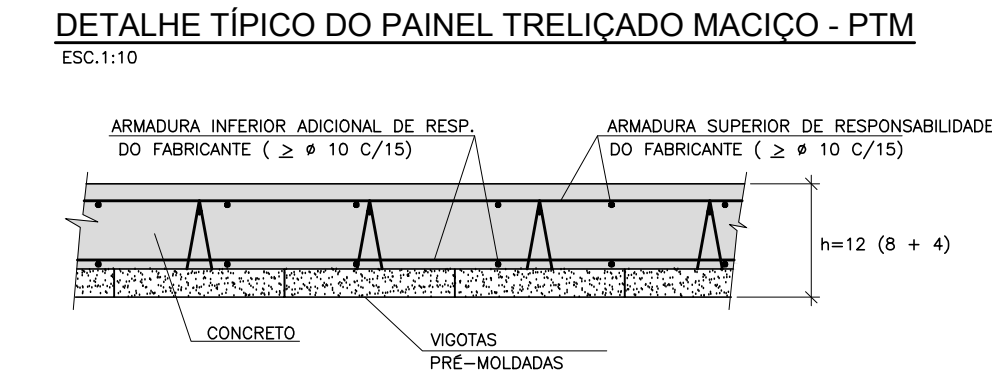 DETALHE TÍPICO DO PAINEL TRELIÇADO MACIÇO - PTM
ESC.1:10
ARMADURA INFERIOR ADICIONAL DE RESP.
DO FABRICANTE ( ≥ ø 10 C/15)
ARMADURA SUPERIOR DE RESPONSABILIDADE
DO FABRICANTE ( ≥ ø 10 C/15)
h=12 (8 + 4)
CONCRETO
VIGOTAS
PRÉ-MOLDADAS